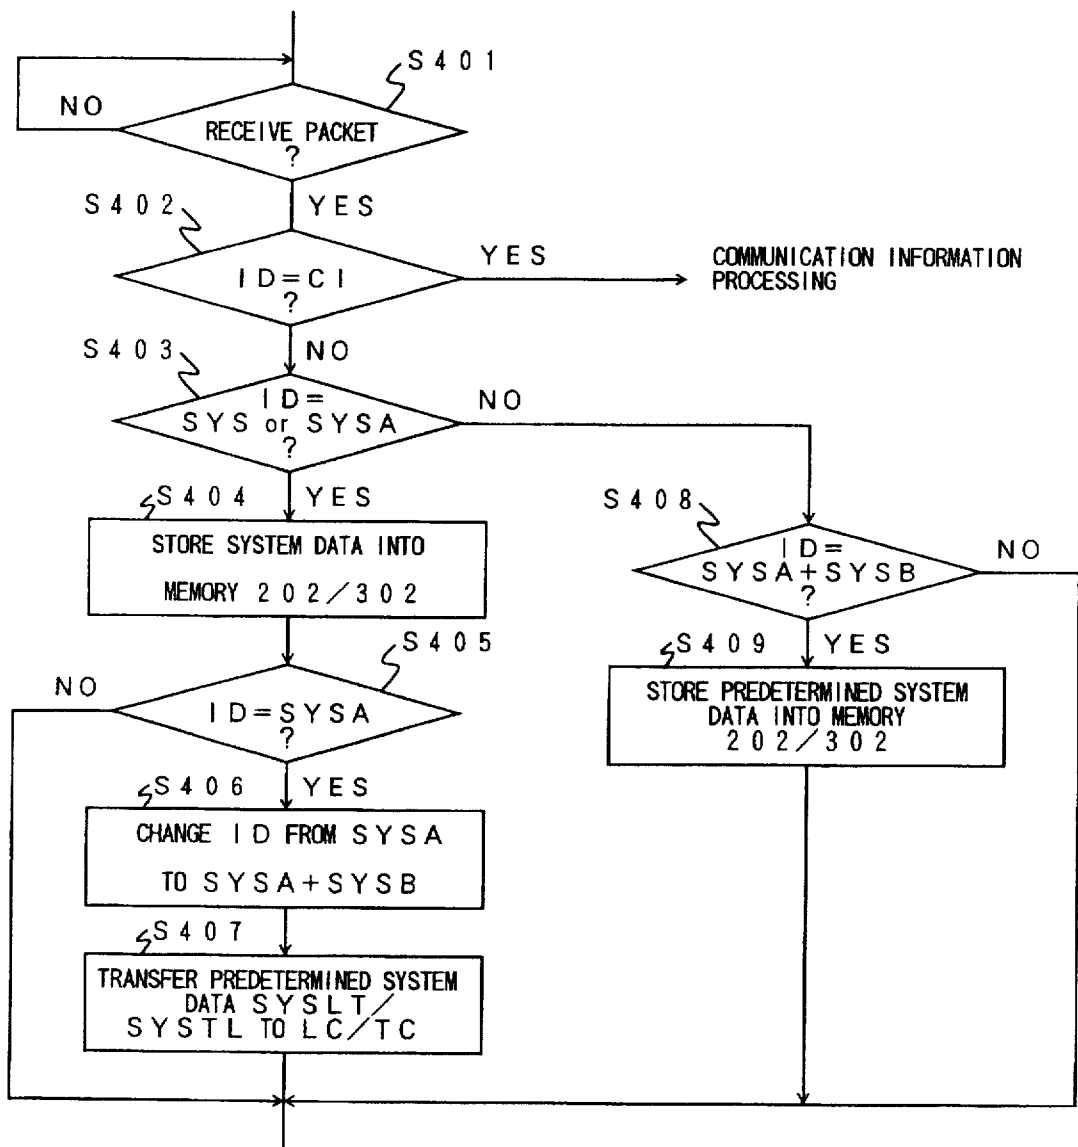 S401
NO
RECEIVE PACKET
?
S402
YES
ID=CI
?
YES
COMMUNICATION INFORMATION
PROCESSING
S403
NO
ID=
SYS or SYSA
?
NO
S404
YES
STORE SYSTEM DATA INTO
MEMORY 202/302
S408
ID=
SYSA+SYSB
?
NO
S405
NO
ID=SYSA
?
S409
YES
STORE PREDETERMINED SYSTEM
DATA INTO MEMORY
202/302
S406
YES
CHANGE ID FROM SYSA
TO SYSA+SYSB
S407
TRANSFER PREDETERMINED SYSTEM
DATA SYSLT/
SYSTL TO LC/TC